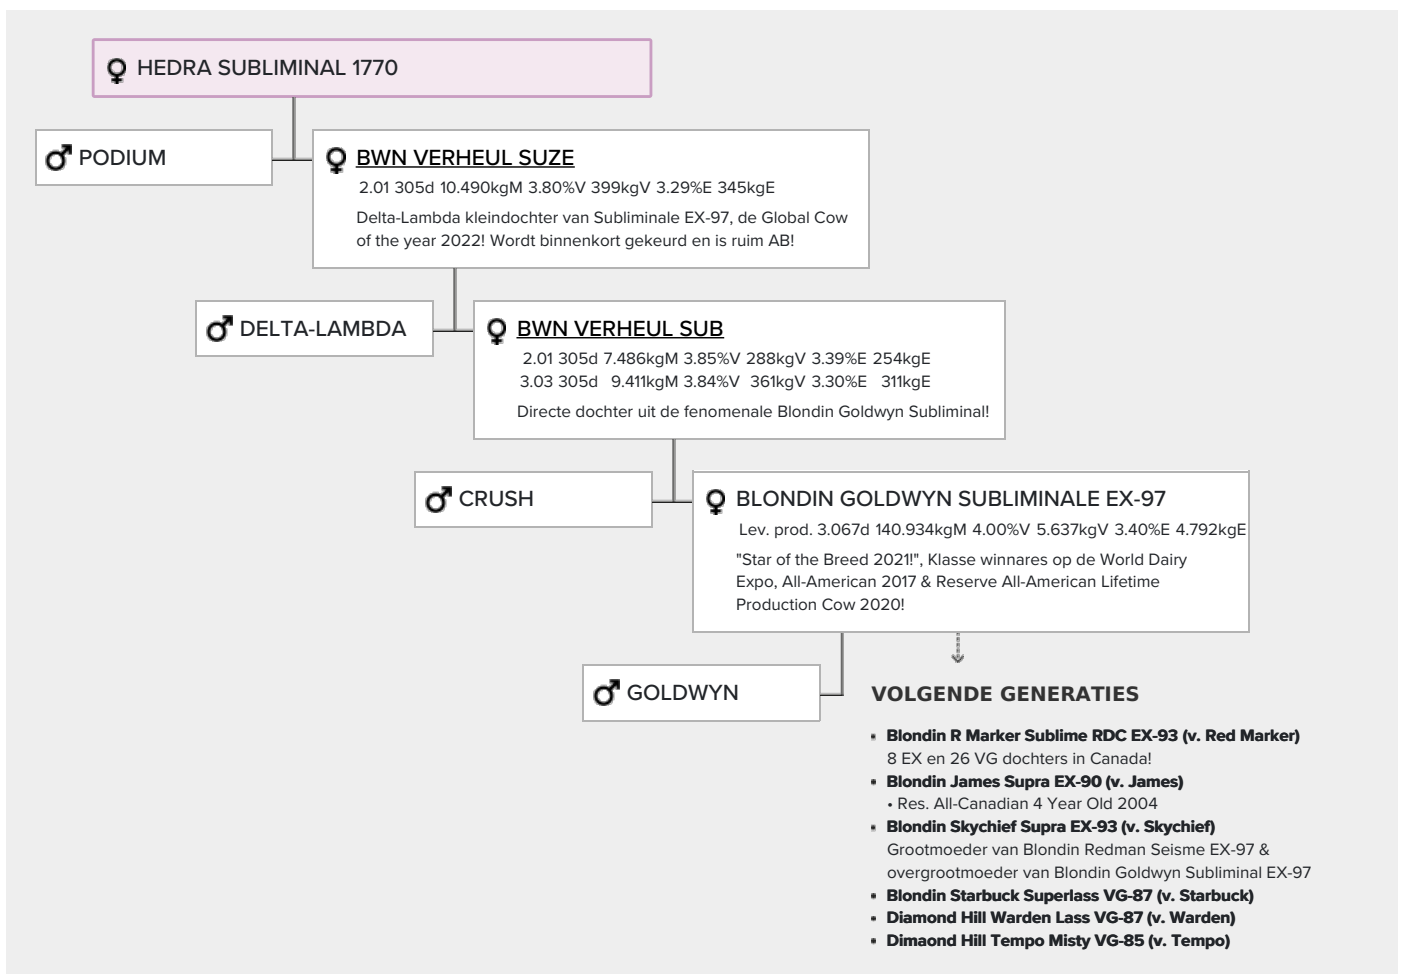 HEDRA SUBLIMINAL 1770
PODIUM
BWN VERHEUL SUZE
2.01 305d 10.490kgM 3.80%V 399kgV 3.29%E 345kgE
Delta-Lambda kleindochter van Subliminale EX-97, de Global Cow
of the year 2022! Wordt binnenkort gekeurd en is ruim AB!
DELTA-LAMBDA
BWN VERHEUL SUB
2.01 305d 7.486kgM 3.85%V 288kgV 3.39%E 254kgE
3.03 305d 9.411kgM 3.84%V 361kgV 3.30%E 311kgE
Directe dochter uit de fenomenale Blondin Goldwyn Subliminal!
CRUSH
BLONDIN GOLDWYN SUBLIMINALE EX-97
Lev. prod. 3.067d 140.934kgM 4.00%V 5.637kgV 3.40%E 4.792kgE
"Star of the Breed 2021!", Klasse winnares op de World Dairy
Expo, All-American 2017 & Reserve All-American Lifetime
Production Cow 2020!
GOLDWYN
VOLGENDE GENERATIES
• Blondin R Marker Sublime RDC EX-93 (v. Red Marker)
8 EX en 26 VG dochters in Canada!
• Blondin James Supra EX-90 (v. James)
• Res. All-Canadian 4 Year Old 2004
• Blondin Skychief Supra EX-93 (v. Skychief)
Grootmoeder van Blondin Redman Seisme EX-97 &
overgrootmoeder van Blondin Goldwyn Subliminal EX-97
• Blondin Starbuck Superlass VG-87 (v. Starbuck)
• Diamond Hill Warden Lass VG-87 (v. Warden)
• Dimaond Hill Tempo Misty VG-85 (v. Tempo)